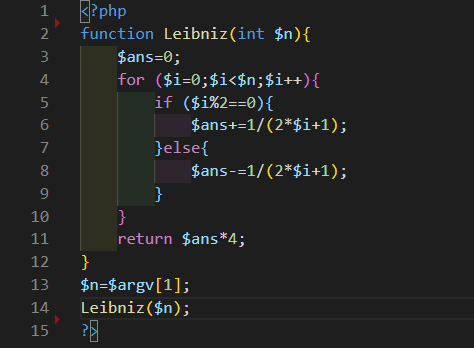 1 <?php
2 function Leibniz(int $n){
3     $ans=0;
4     for ($i=0;$i<$n;$i++){
5         if ($i%2==0){
6             $ans+=1/(2*$i+1);
7         }else{
8             $ans-=1/(2*$i+1);
9         }
10     }
11     return $ans*4;
12 }
13 $n=$argv[1];
14 Leibniz($n);
15 ?>